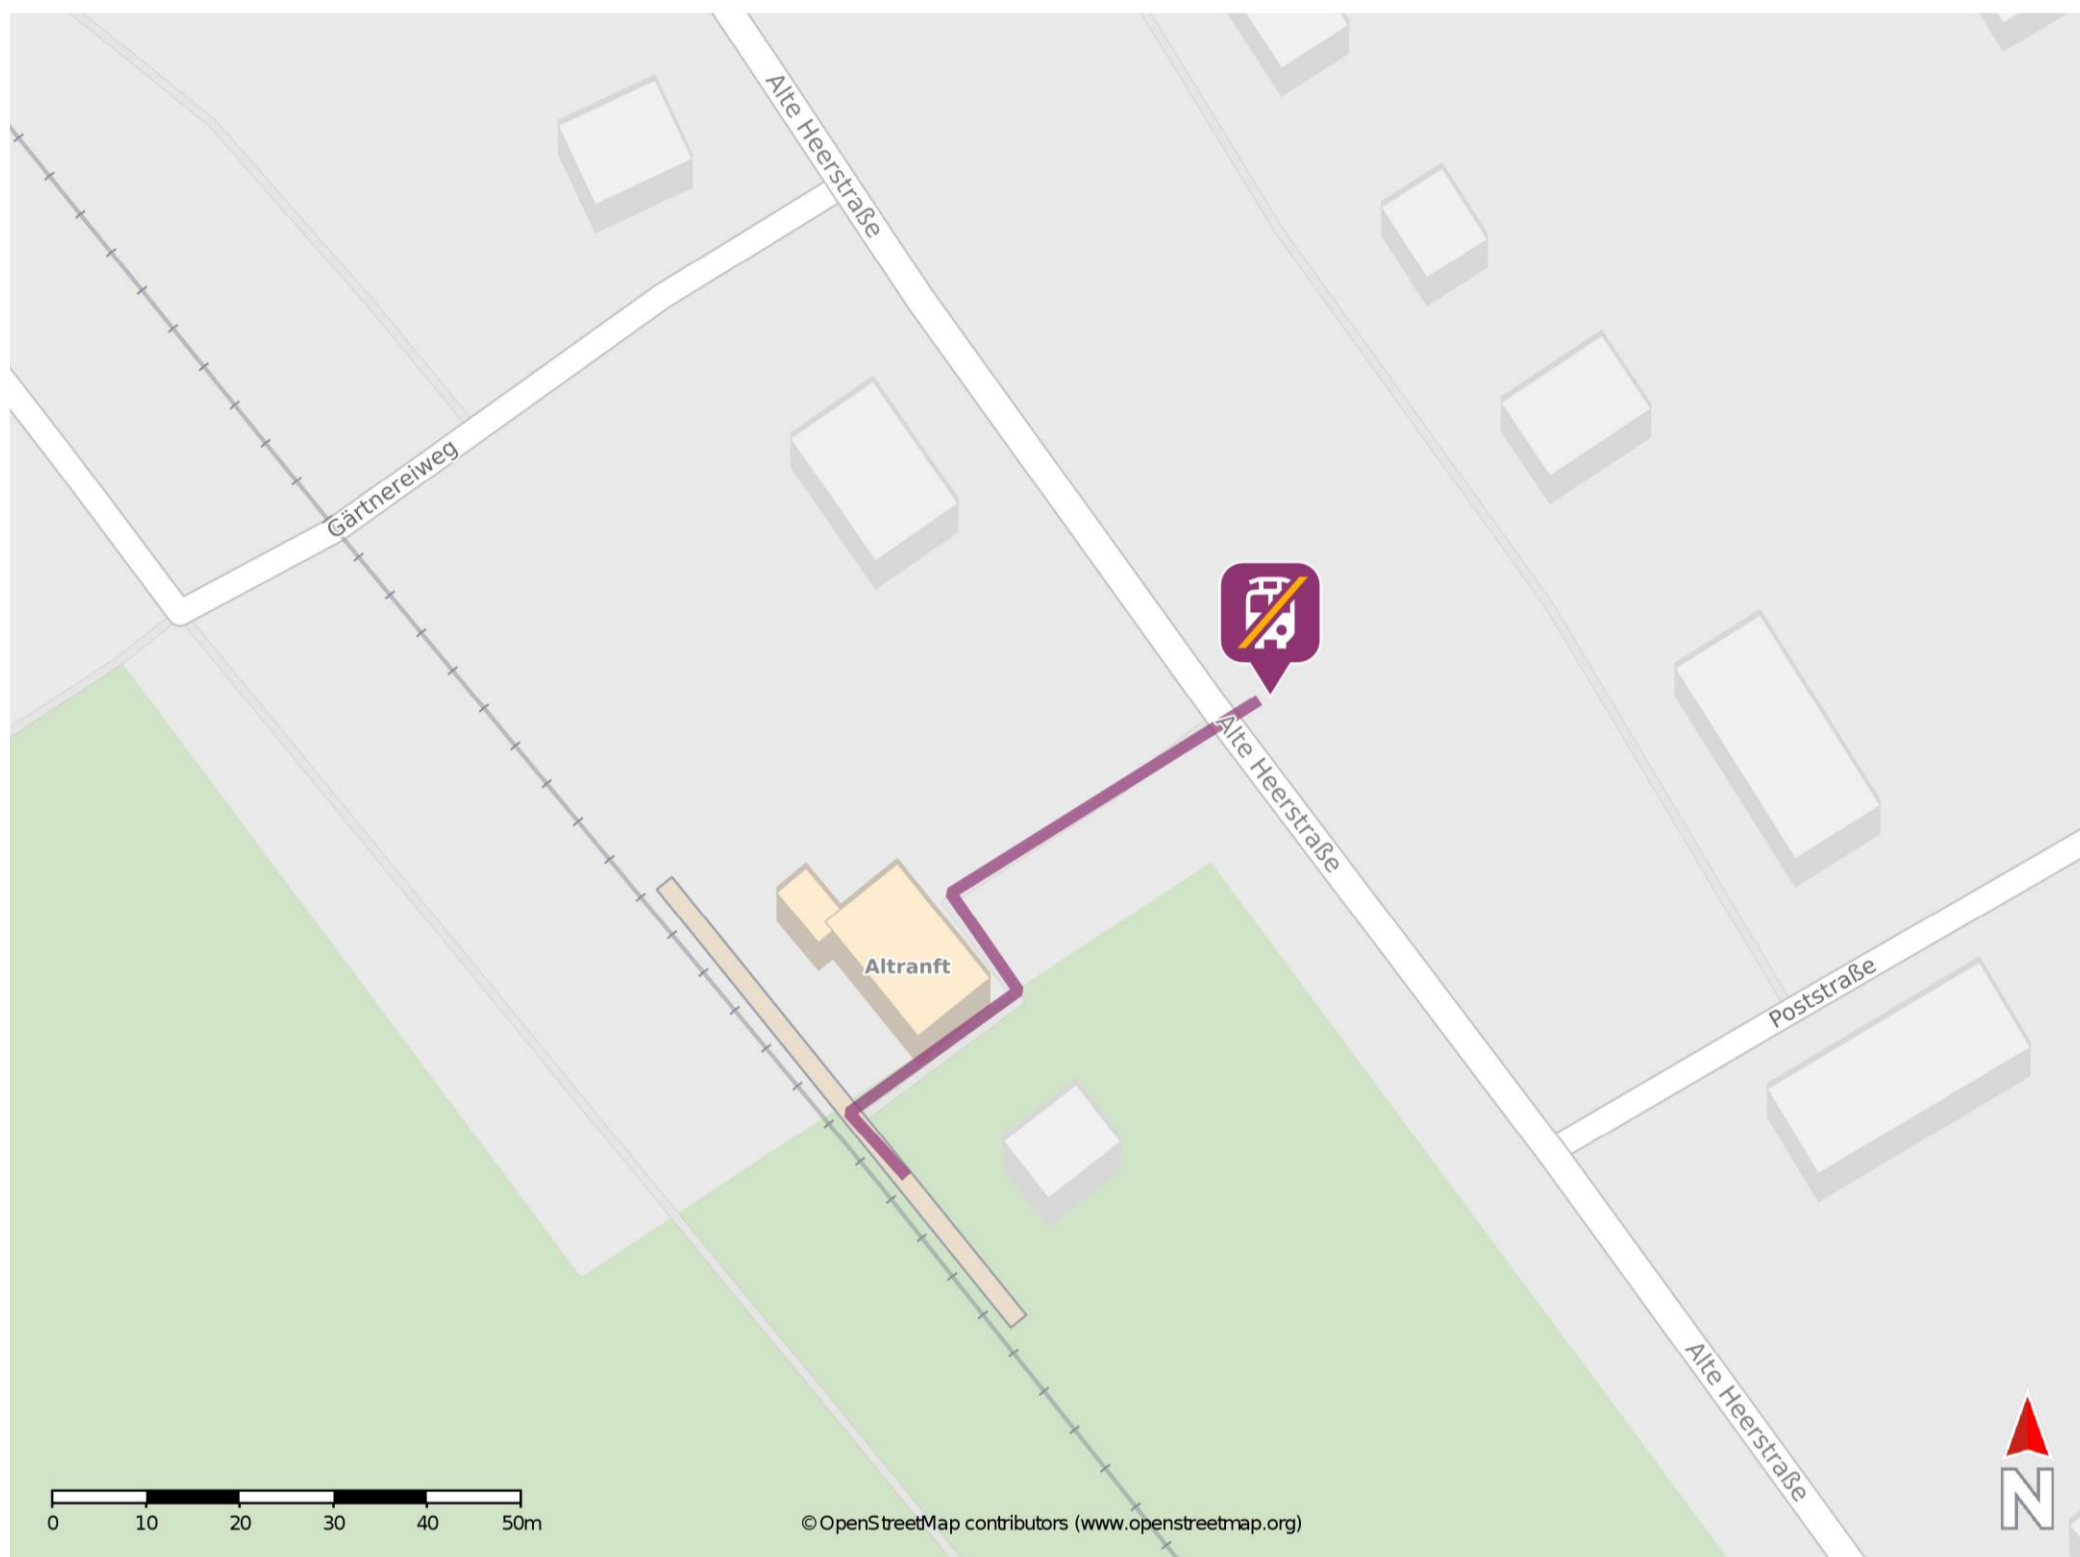 Alte Heerstraße
Gärtnereiweg
Alte Heerstraße
Altranft
Poststraße
Alte Heerstraße
N
0 10 20 30 40 50m
© OpenStreetMap contributors (www.openstreetmap.org)